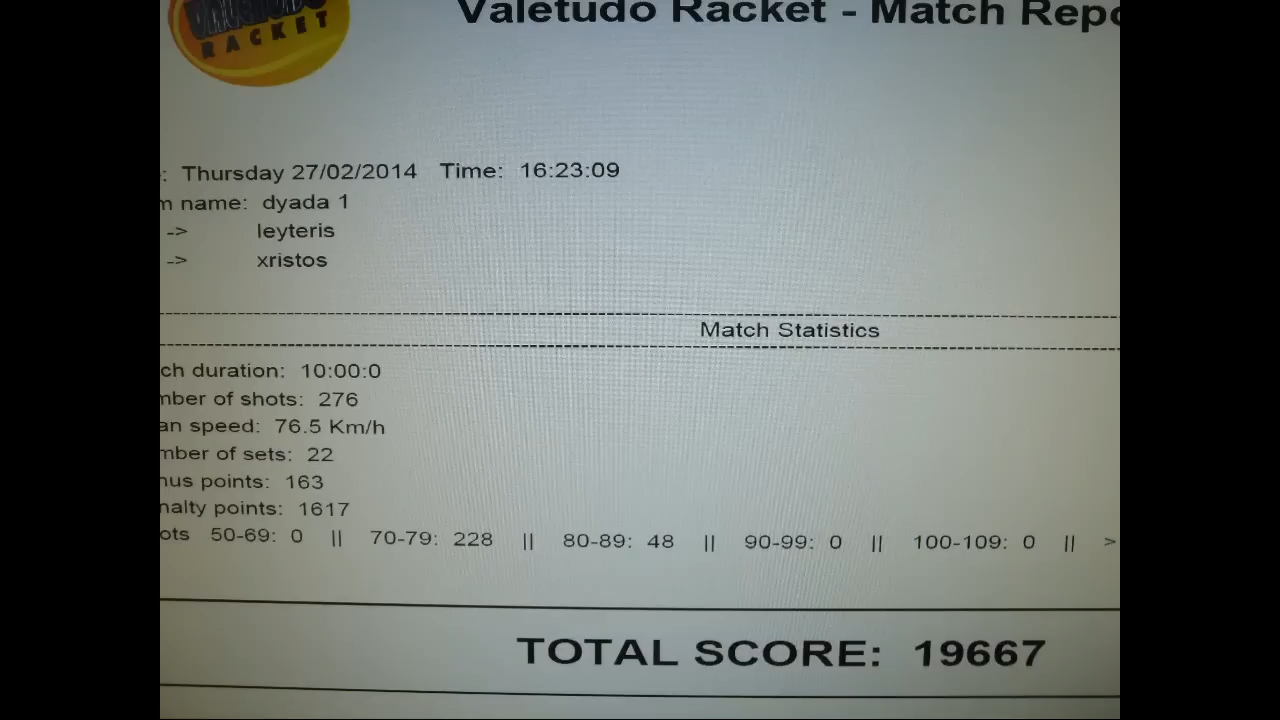 RACKET
Valetudo Racket - Match Repo
: Thursday 27/02/2014 Time: 16:23:09
m name: dyada 1
-> leyteris
-> xristos
Match Statistics
ch duration: 10:00:0
mber of shots: 276
an speed: 76.5 Km/h
mber of sets: 22
nus points: 163
nalty points: 1617
ots 50-69: 0 || 70-79: 228 || 80-89: 48 || 90-99: 0 || 100-109: 0 || >
TOTAL SCORE: 19667